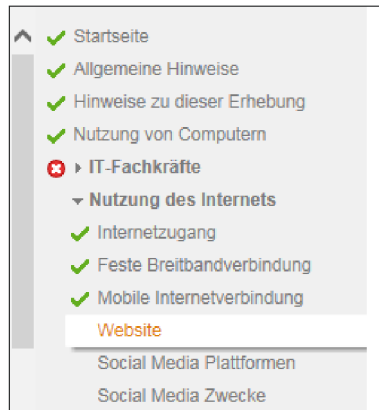 Startseite
Allgemeine Hinweise
Hinweise zu dieser Erhebung
Nutzung von Computern
IT-Fachkräfte
Nutzung des Internets
Internetzugang
Feste Breitbandverbindung
Mobile Internetverbindung
Website
Social Media Plattformen
Social Media Zwecke